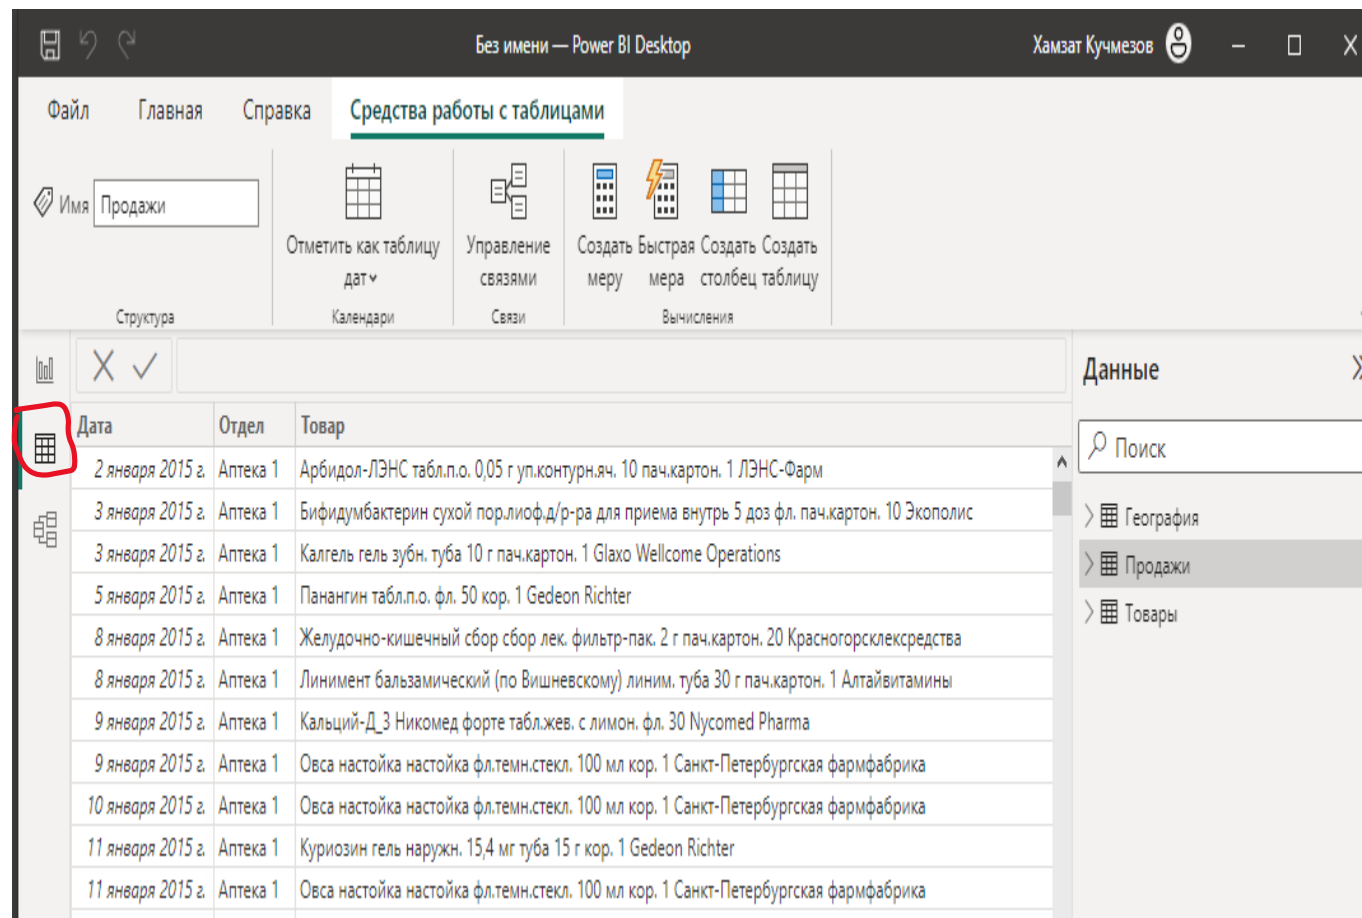 Без имени — Power BI Desktop
Хамзат Кучмезов
Файл Главная Справка Средства работы с таблицами
Имя Продажи
Отметить как таблицу дат
Управление связями
Создать меру
Быстрая мера
Создать столбец
Создать таблицу
Структура Календари Связи Вычисления
Дата Отдел Товар
2 января 2015 г. Аптека 1 Арбидол-ЛЭНС табл.п.о. 0,05 г уп.контурн.яч. 10 пач.картон. 1 ЛЭНС-Фарм
3 января 2015 г. Аптека 1 Бифидумбактерин сухой пор.лиоф.д/р-ра для приема внутрь 5 доз фл. пач.картон. 10 Экополис
3 января 2015 г. Аптека 1 Калгель гель зубн. туба 10 г пач.картон. 1 Glaxo Wellcome Operations
5 января 2015 г. Аптека 1 Панангин табл.п.о. фл. 50 кор. 1 Gedeon Richter
8 января 2015 г. Аптека 1 Желудочно-кишечный сбор сбор лек. фильтр-пак. 2 г пач.картон. 20 Красногорсклексредства
8 января 2015 г. Аптека 1 Линимент бальзамический (по Вишневскому) линим. туба 30 г пач.картон. 1 Алтайвитамины
9 января 2015 г. Аптека 1 Кальций-Д_3 Никомед форте табл.жев. с лимон. фл. 30 Nycomed Pharma
9 января 2015 г. Аптека 1 Овса настойка настойка фл.темн.стекл. 100 мл кор. 1 Санкт-Петербургская фармфабрика
10 января 2015 г. Аптека 1 Овса настойка настойка фл.темн.стекл. 100 мл кор. 1 Санкт-Петербургская фармфабрика
11 января 2015 г. Аптека 1 Куриозин гель наружн. 15,4 мг туба 15 г кор. 1 Gedeon Richter
11 января 2015 г. Аптека 1 Овса настойка настойка фл.темн.стекл. 100 мл кор. 1 Санкт-Петербургская фармфабрика
Данные
Поиск
География
Продажи
Товары